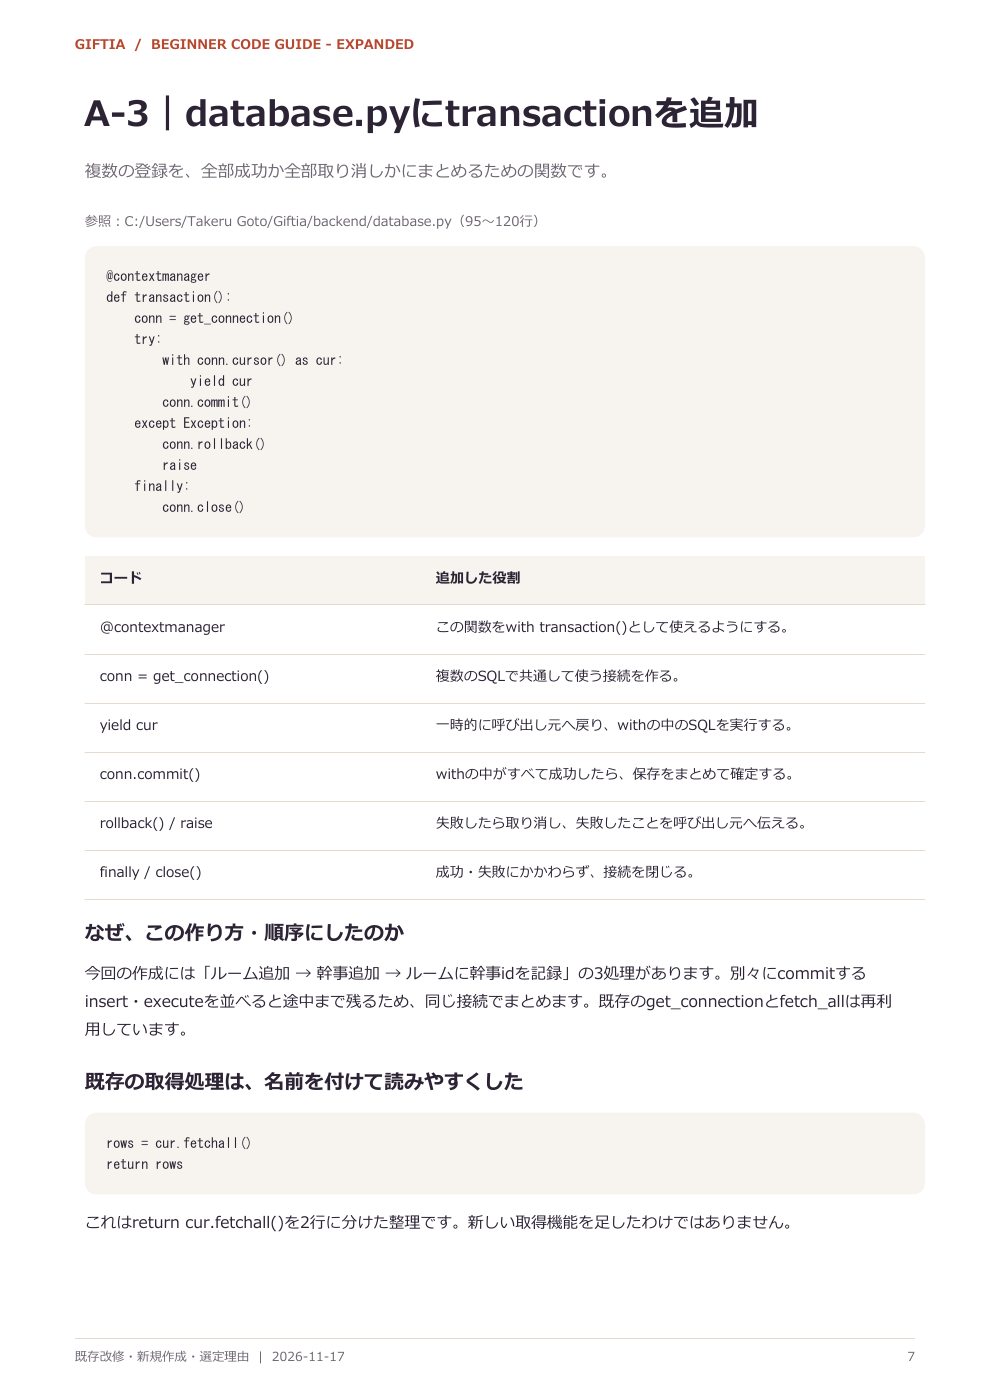 GIFTIA / BEGINNER CODE GUIDE - EXPANDED
A-3｜database.pyにtransactionを追加
複数の登録を、全部成功か全部取り消しかにまとめるための関数です。
参照：C:/Users/Takeru Goto/Giftia/backend/database.py（95〜120行）
@contextmanager
def transaction():
    conn = get_connection()
    try:
        with conn.cursor() as cur:
            yield cur
        conn.commit()
    except Exception:
        conn.rollback()
        raise
    finally:
        conn.close()
コード 追加した役割
@contextmanager この関数をwith transaction()として使えるようにする。
conn = get_connection() 複数のSQLで共通して使う接続を作る。
yield cur 一時的に呼び出し元へ戻り、withの中のSQLを実行する。
conn.commit() withの中がすべて成功したら、保存をまとめて確定する。
rollback() / raise 失敗したら取り消し、失敗したことを呼び出し元へ伝える。
finally / close() 成功・失敗にかかわらず、接続を閉じる。
なぜ、この作り方・順序にしたのか
今回の作成には「ルーム追加 → 幹事追加 → ルームに幹事idを記録」の3処理があります。別々にcommitする
insert・executeを並べると途中まで残るため、同じ接続でまとめます。既存のget_connectionとfetch_allは再利
用しています。
既存の取得処理は、名前を付けて読みやすくした
rows = cur.fetchall()
return rows
これはreturn cur.fetchall()を2行に分けた整理です。新しい取得機能を足したわけではありません。
既存改修・新規作成・選定理由 | 2026-11-17 7